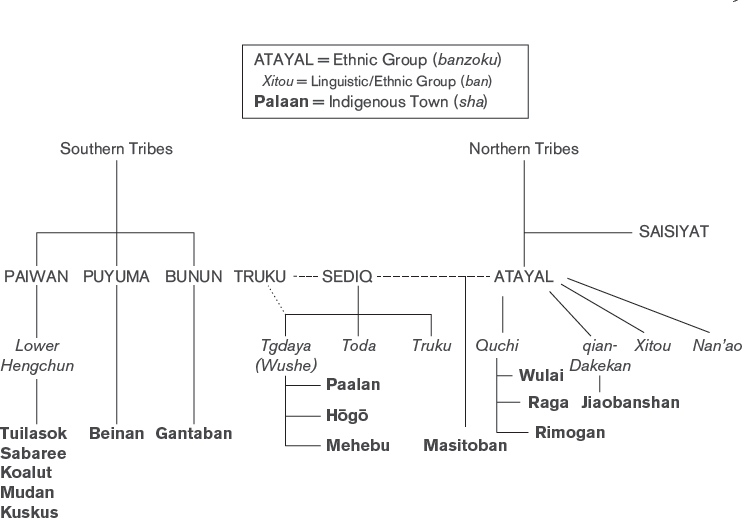 ATAYAL = Ethnic Group (banzoku)
Xitou = Linguistic/Ethnic Group (ban)
Palaan = Indigenous Town (sha)
Southern Tribes
Northern Tribes
SAISIYAT
PAIWAN PUYUMA BUNUN TRUKU SEDIQ ATAYAL
Lower
Hengchun
Tgdaya
(Wushe)
Toda
Truku
Quchi
qian-
Dakekan
Xitou
Nan'ao
Paalan
Hōgō
Mehebu
Wulai
Raga
Rimogan
Jiaobanshan
Masitoban
Tuilasok
Sabaree
Koalut
Mudan
Kuskus
Beinan
Gantaban